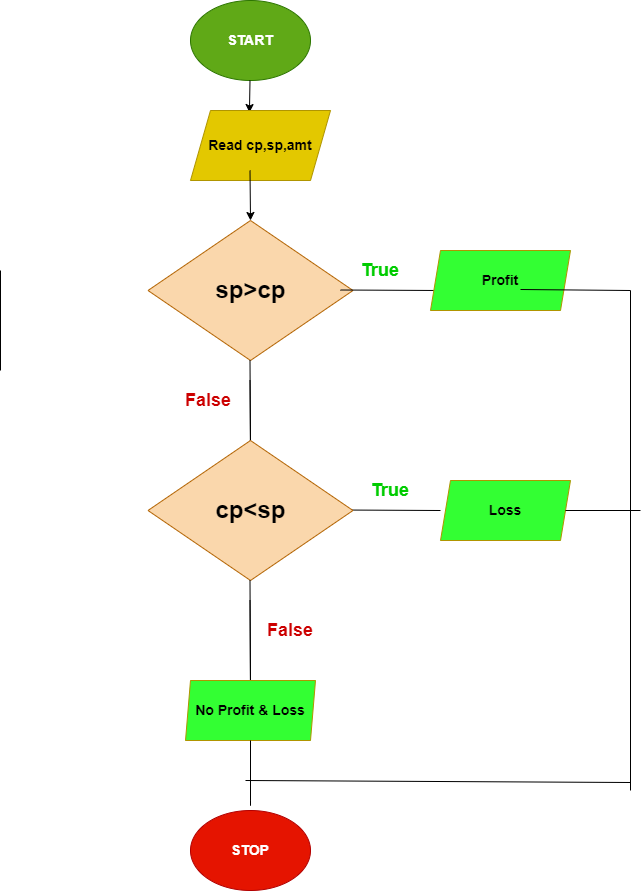 START
Read cp,sp,amt
sp>cp
True
Profit
False
cp<sp
True
Loss
False
No Profit & Loss
STOP